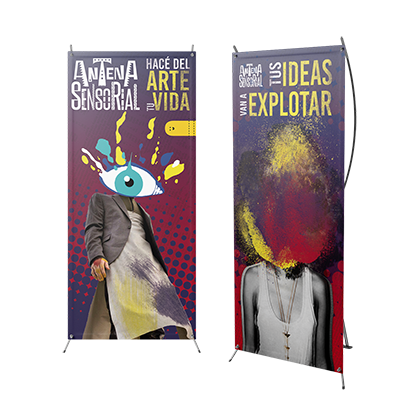 ANTENA
SENSORIAL
HACÉ DEL
ARTE
TU VIDA
ANTENA
SENSORIAL
TUS IDEAS
VAN A EXPLOTAR